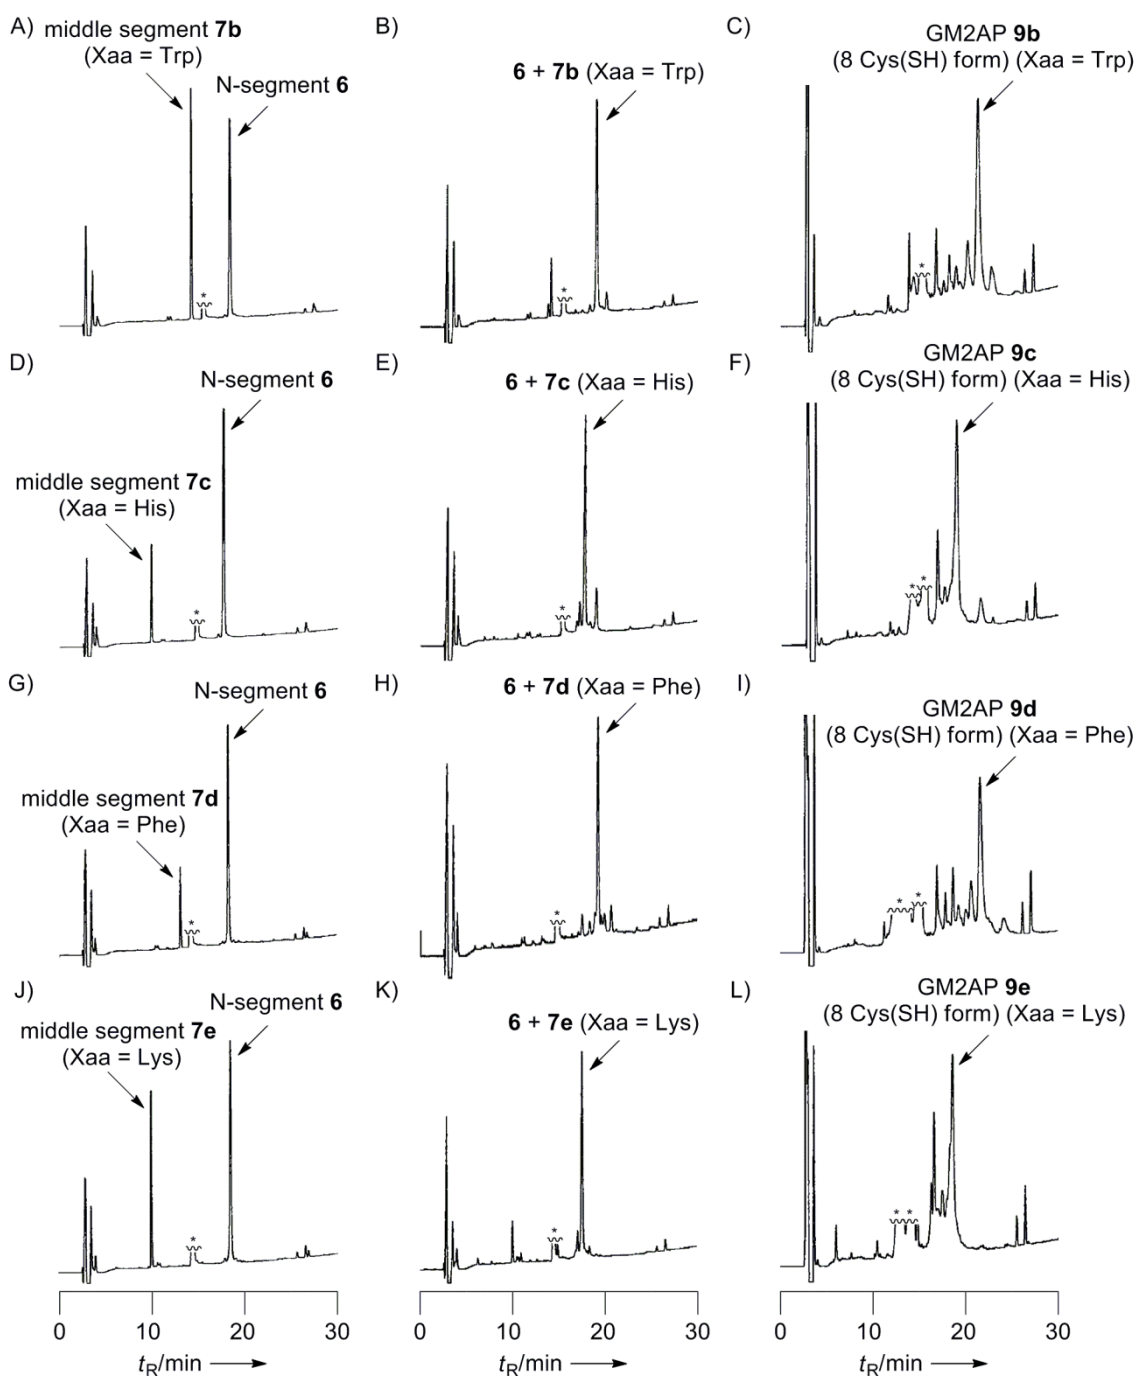 A)
middle segment 7b
(Xaa = Trp)
N-segment 6
B)
6 + 7b (Xaa = Trp)
C)
GM2AP 9b
(8 Cys(SH) form) (Xaa = Trp)
*
*
*
D)
N-segment 6
middle segment 7c
(Xaa = His)
E)
6 + 7c (Xaa = His)
F)
GM2AP 9c
(8 Cys(SH) form) (Xaa = His)
*
*
* *
G)
N-segment 6
middle segment 7d
(Xaa = Phe)
H)
6 + 7d (Xaa = Phe)
I)
GM2AP 9d
(8 Cys(SH) form) (Xaa = Phe)
*
*
* *
J)
N-segment 6
middle segment 7e
(Xaa = Lys)
K)
6 + 7e (Xaa = Lys)
L)
GM2AP 9e
(8 Cys(SH) form) (Xaa = Lys)
*
*
* *
0 10 20 30
tR/min
0 10 20 30
tR/min
0 10 20 30
tR/min